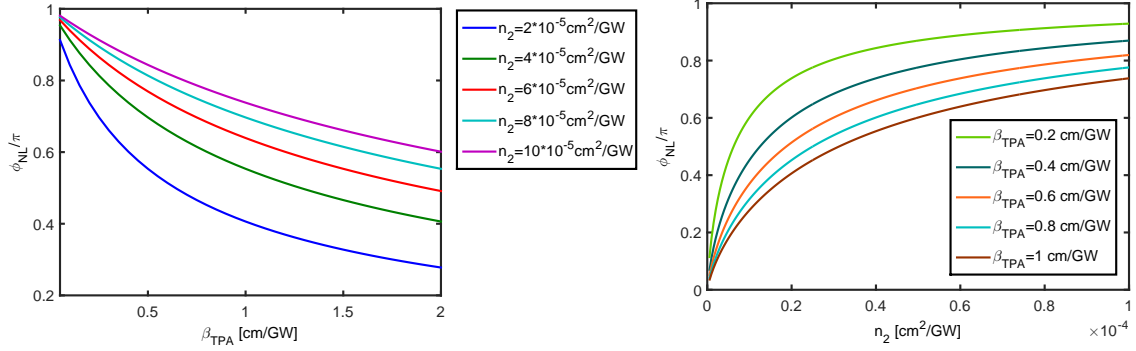 1
0.8
0.6
0.4
0.2
ϕ_NL/π
0.5
1
1.5
2
β_TPA [cm/GW]
n_2=2*10^-5cm^2/GW
n_2=4*10^-5cm^2/GW
n_2=6*10^-5cm^2/GW
n_2=8*10^-5cm^2/GW
n_2=10*10^-5cm^2/GW
1
0.8
0.6
0.4
0.2
0
ϕ_NL/π
0
0.2
0.4
0.6
0.8
1
n_2 [cm^2/GW]
×10^-4
β_TPA=0.2 cm/GW
β_TPA=0.4 cm/GW
β_TPA=0.6 cm/GW
β_TPA=0.8 cm/GW
β_TPA=1 cm/GW